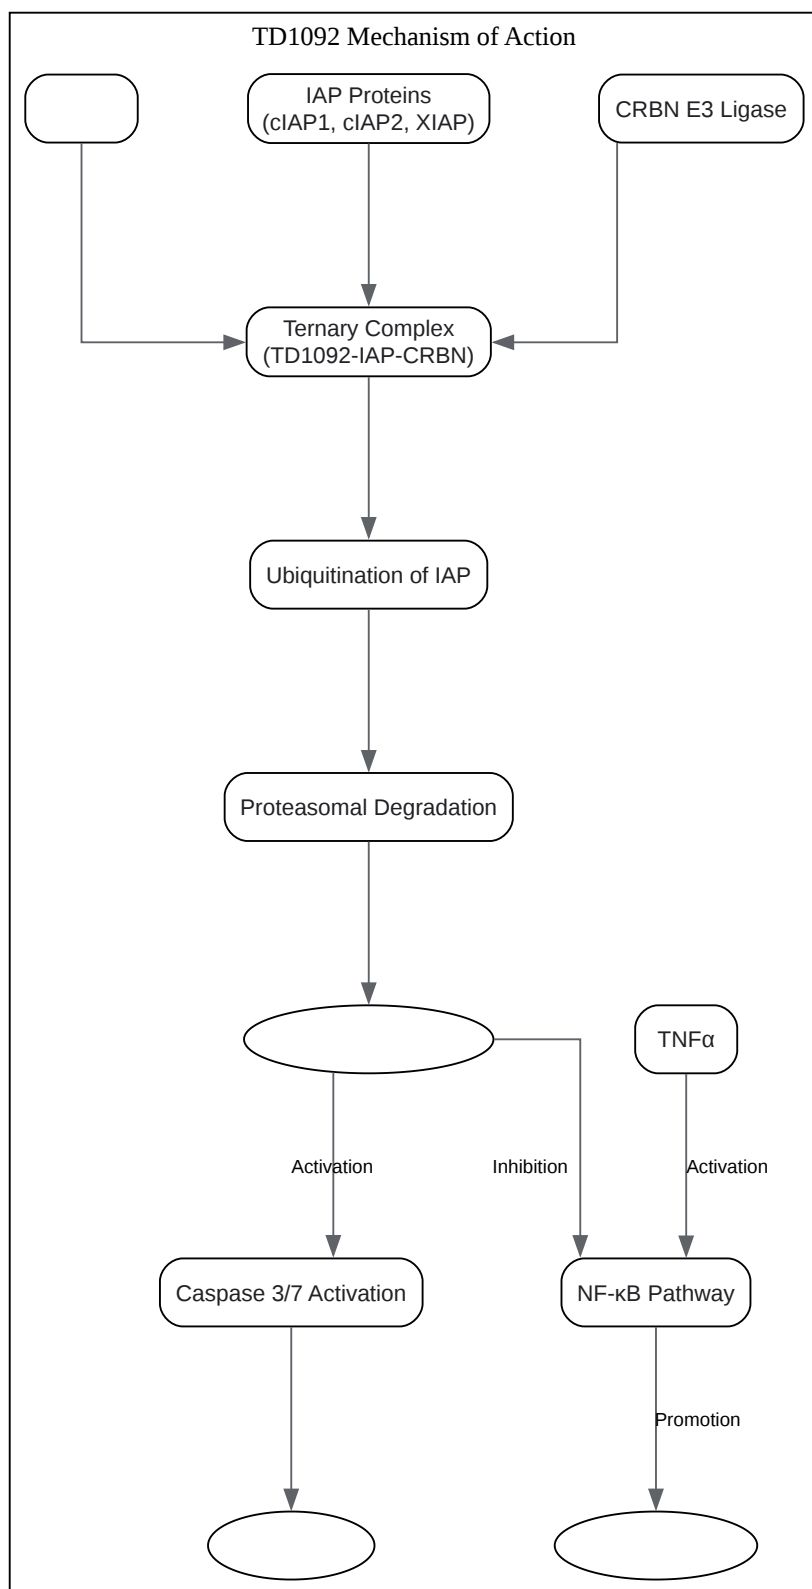 TD1092 Mechanism of Action
IAP Proteins
(cIAP1, cIAP2, XIAP)
CRBN E3 Ligase
Ternary Complex
(TD1092-IAP-CRBN)
Ubiquitination of IAP
Proteasomal Degradation
TNFα
Activation
Inhibition
Activation
Caspase 3/7 Activation
NF-κB Pathway
Promotion